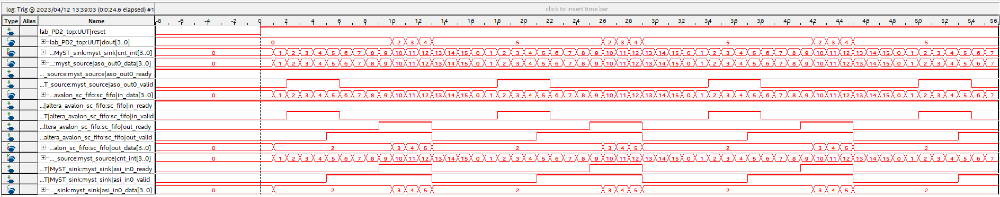 log: Trig @ 2023/04/12 13:39:03 (0:0:24.6 elapsed) #1 click to insert time bar
Type Alias Name -8 -6 -4 -2 0 2 4 6 8 10 12 14 16 18 20 22 24 26 28 30 32 34 36 38 40 42 44 46 48 50 52 54 56
lab_PD2_top:UUT|reset
lab_PD2_top:UUT|dout[3..0] 0 2 3 4 5 2 3 4 5 2 3 4 5
...MyST_sink:myst_sink|cnt_int[3..0] 0 1 2 3 4 5 6 7 8 9 10 11 12 13 14 15 0 1 2 3 4 5 6 7 8 9 10 11 12 13 14 15 0 1 2 3 4 5 6 7 8 9 10 11 12 13 14 15 0 1 2 3 4 5 6 7
...:myst_source|aso_out0_data[3..0] 0 1 2 3 4 5 6 7 8 9 10 11 12 13 14 15 0 1 2 3 4 5 6 7 8 9 10 11 12 13 14 15 0 1 2 3 4 5 6 7 8 9 10 11 12 13 14 15 0 1 2 3 4 5 6 7
..._source:myst_source|aso_out0_ready
...T_source:myst_source|aso_out0_valid
...avalon_sc_fifo:sc_fifo|in_data[3..0] 0 1 2 3 4 5 6 7 8 9 10 11 12 13 14 15 0 1 2 3 4 5 6 7 8 9 10 11 12 13 14 15 0 1 2 3 4 5 6 7 8 9 10 11 12 13 14 15 0 1 2 3 4 5 6 7
...|altera_avalon_sc_fifo:sc_fifo|in_ready
...T|altera_avalon_sc_fifo:sc_fifo|in_valid
...ltera_avalon_sc_fifo:sc_fifo|out_ready
...altera_avalon_sc_fifo:sc_fifo|out_valid
...alon_sc_fifo:sc_fifo|out_data[3..0] 0 2 3 4 5 2 3 4 5 2 3 4 5 2
..._source:myst_source|cnt_int[3..0] 0 1 2 3 4 5 6 7 8 9 10 11 12 13 14 15 0 1 2 3 4 5 6 7 8 9 10 11 12 13 14 15 0 1 2 3 4 5 6 7 8 9 10 11 12 13 14 15 0 1 2 3 4 5 6 7
...T|MyST_sink:myst_sink|asi_in0_ready
...T|MyST_sink:myst_sink|asi_in0_valid
..._sink:myst_sink|asi_in0_data[3..0] 0 2 3 4 5 2 3 4 5 2 3 4 5 2